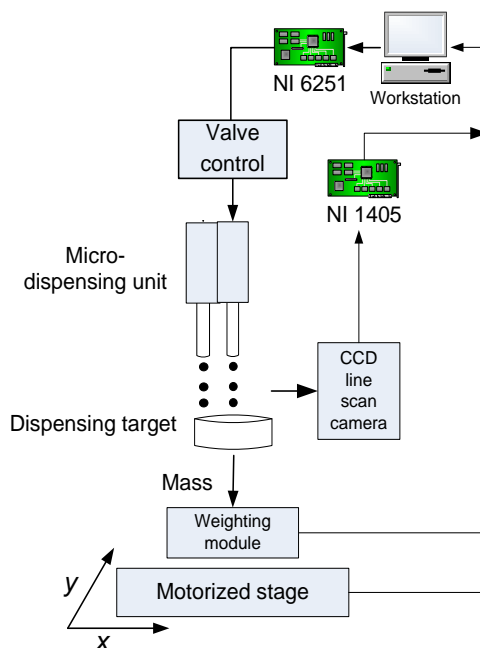 NI 6251
Workstation
Valve
control
NI 1405
Micro-
dispensing unit
CCD
line
scan
camera
Dispensing target
Mass
Weighting
module
Motorized stage
y
x